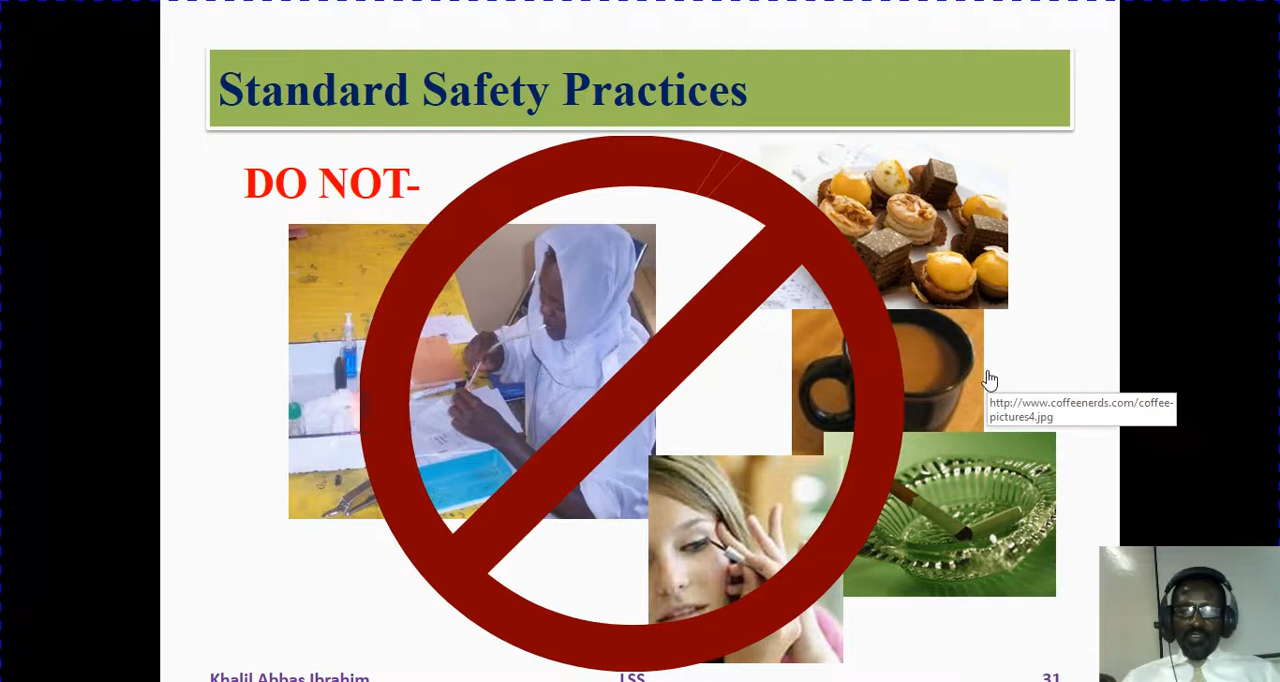 Standard Safety Practices
DO NOT-
http://www.coffeenerds.com/coffee-
pictures4.jpg
Khalil Abbas Ibrahim LSS 31